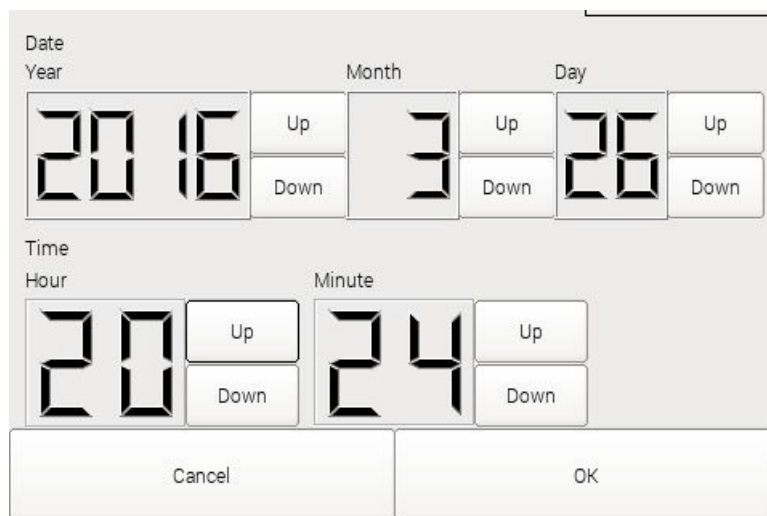 Date
Year Month Day
2016 Up 3 Up 26 Up
Down Down Down
Time
Hour Minute
20 Up 24 Up
Down Down
Cancel OK